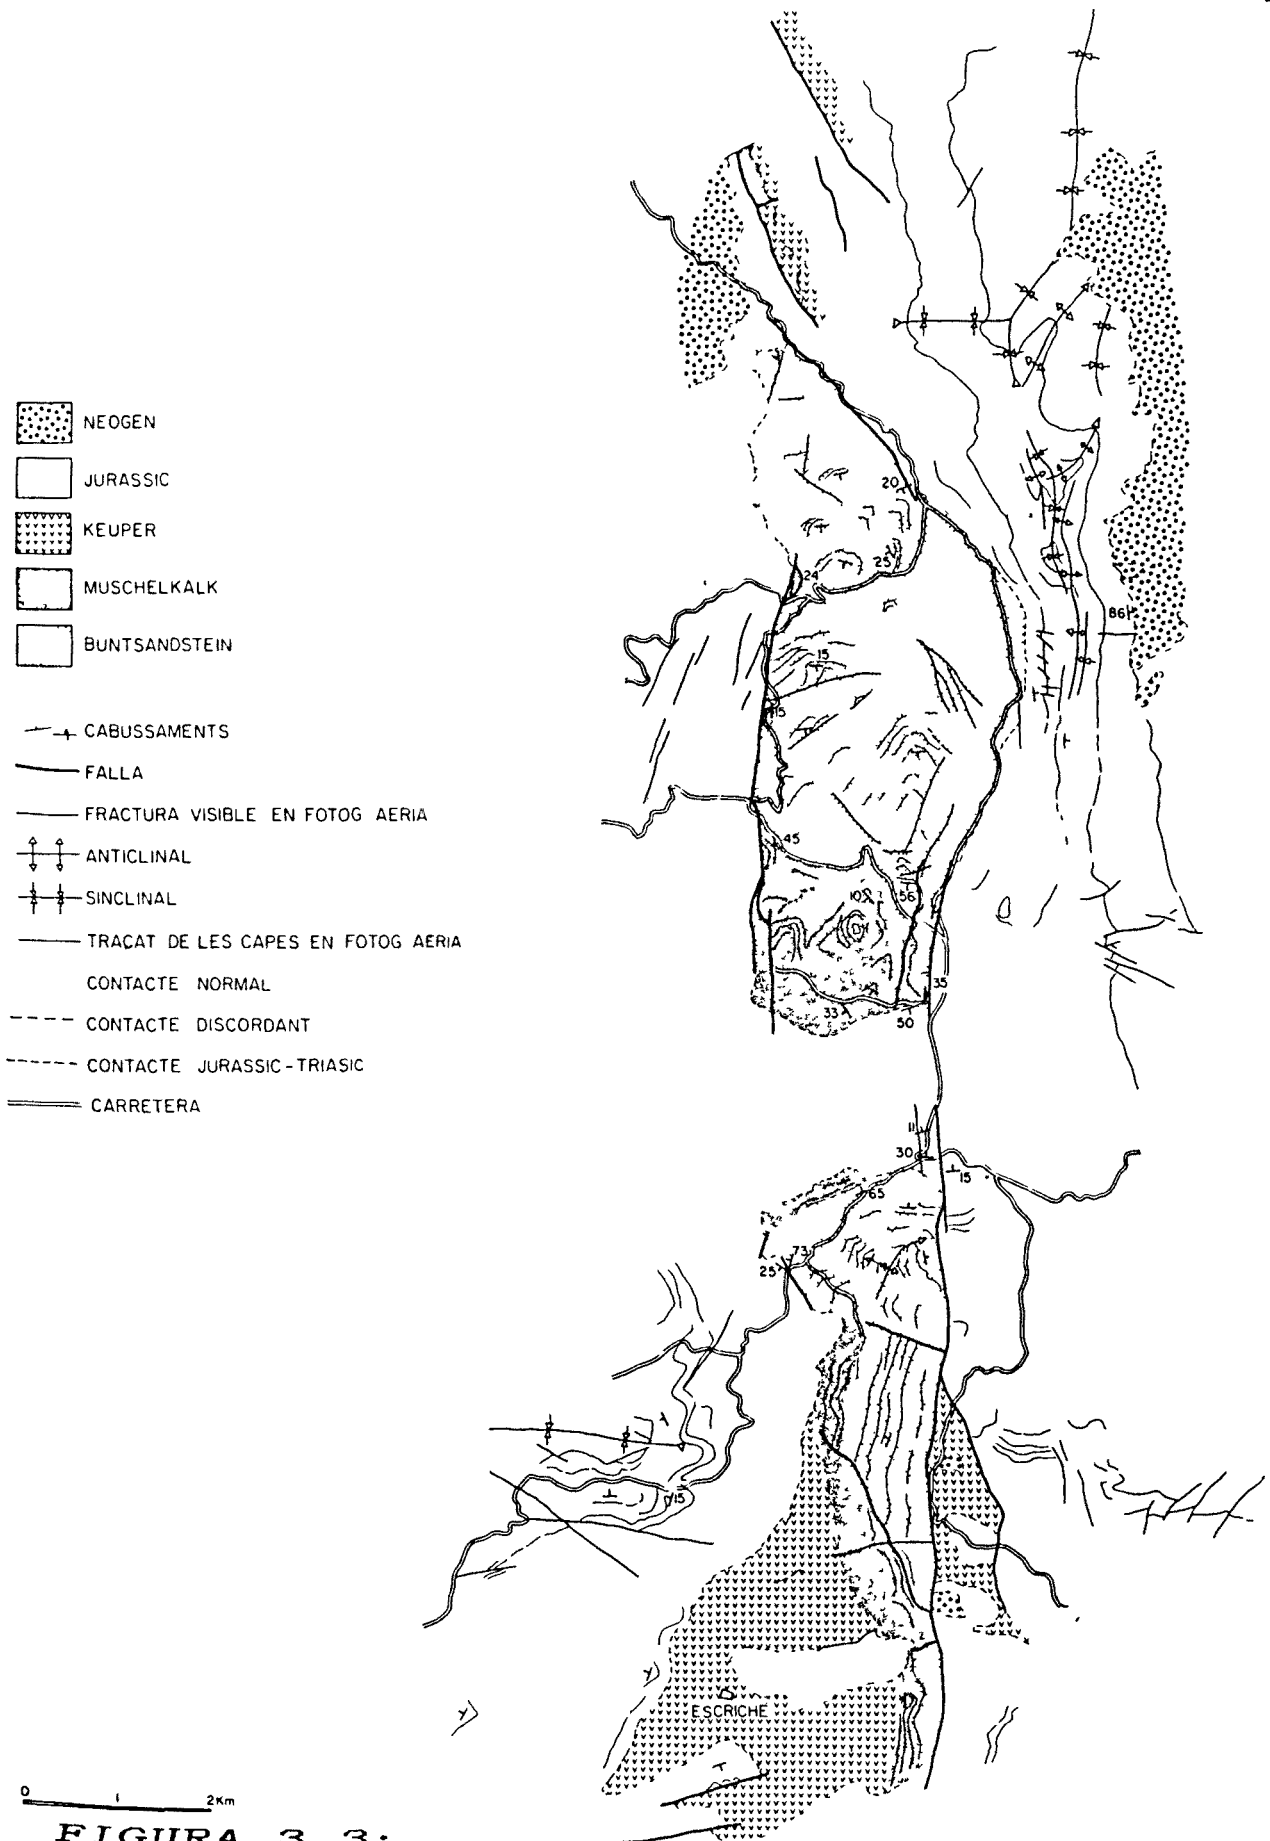 NEOGEN
JURASSIC
KEUPER
MUSCHELKALK
BUNTSANDSTEIN
CABUSSAMENTS
FALLA
FRACTURA VISIBLE EN FOTOG AERIA
ANTICLINAL
SINCLINAL
TRAÇAT DE LES CAPES EN FOTOG AERIA
CONTACTE NORMAL
CONTACTE DISCORDANT
CONTACTE JURASSIC-TRIASIC
CARRETERA
20
25
24
86
15
15
45
10
56
35
33
50
11
30
15
65
73
25
15
ESCRICHE
0 1 2Km
FIGURA 3.3: